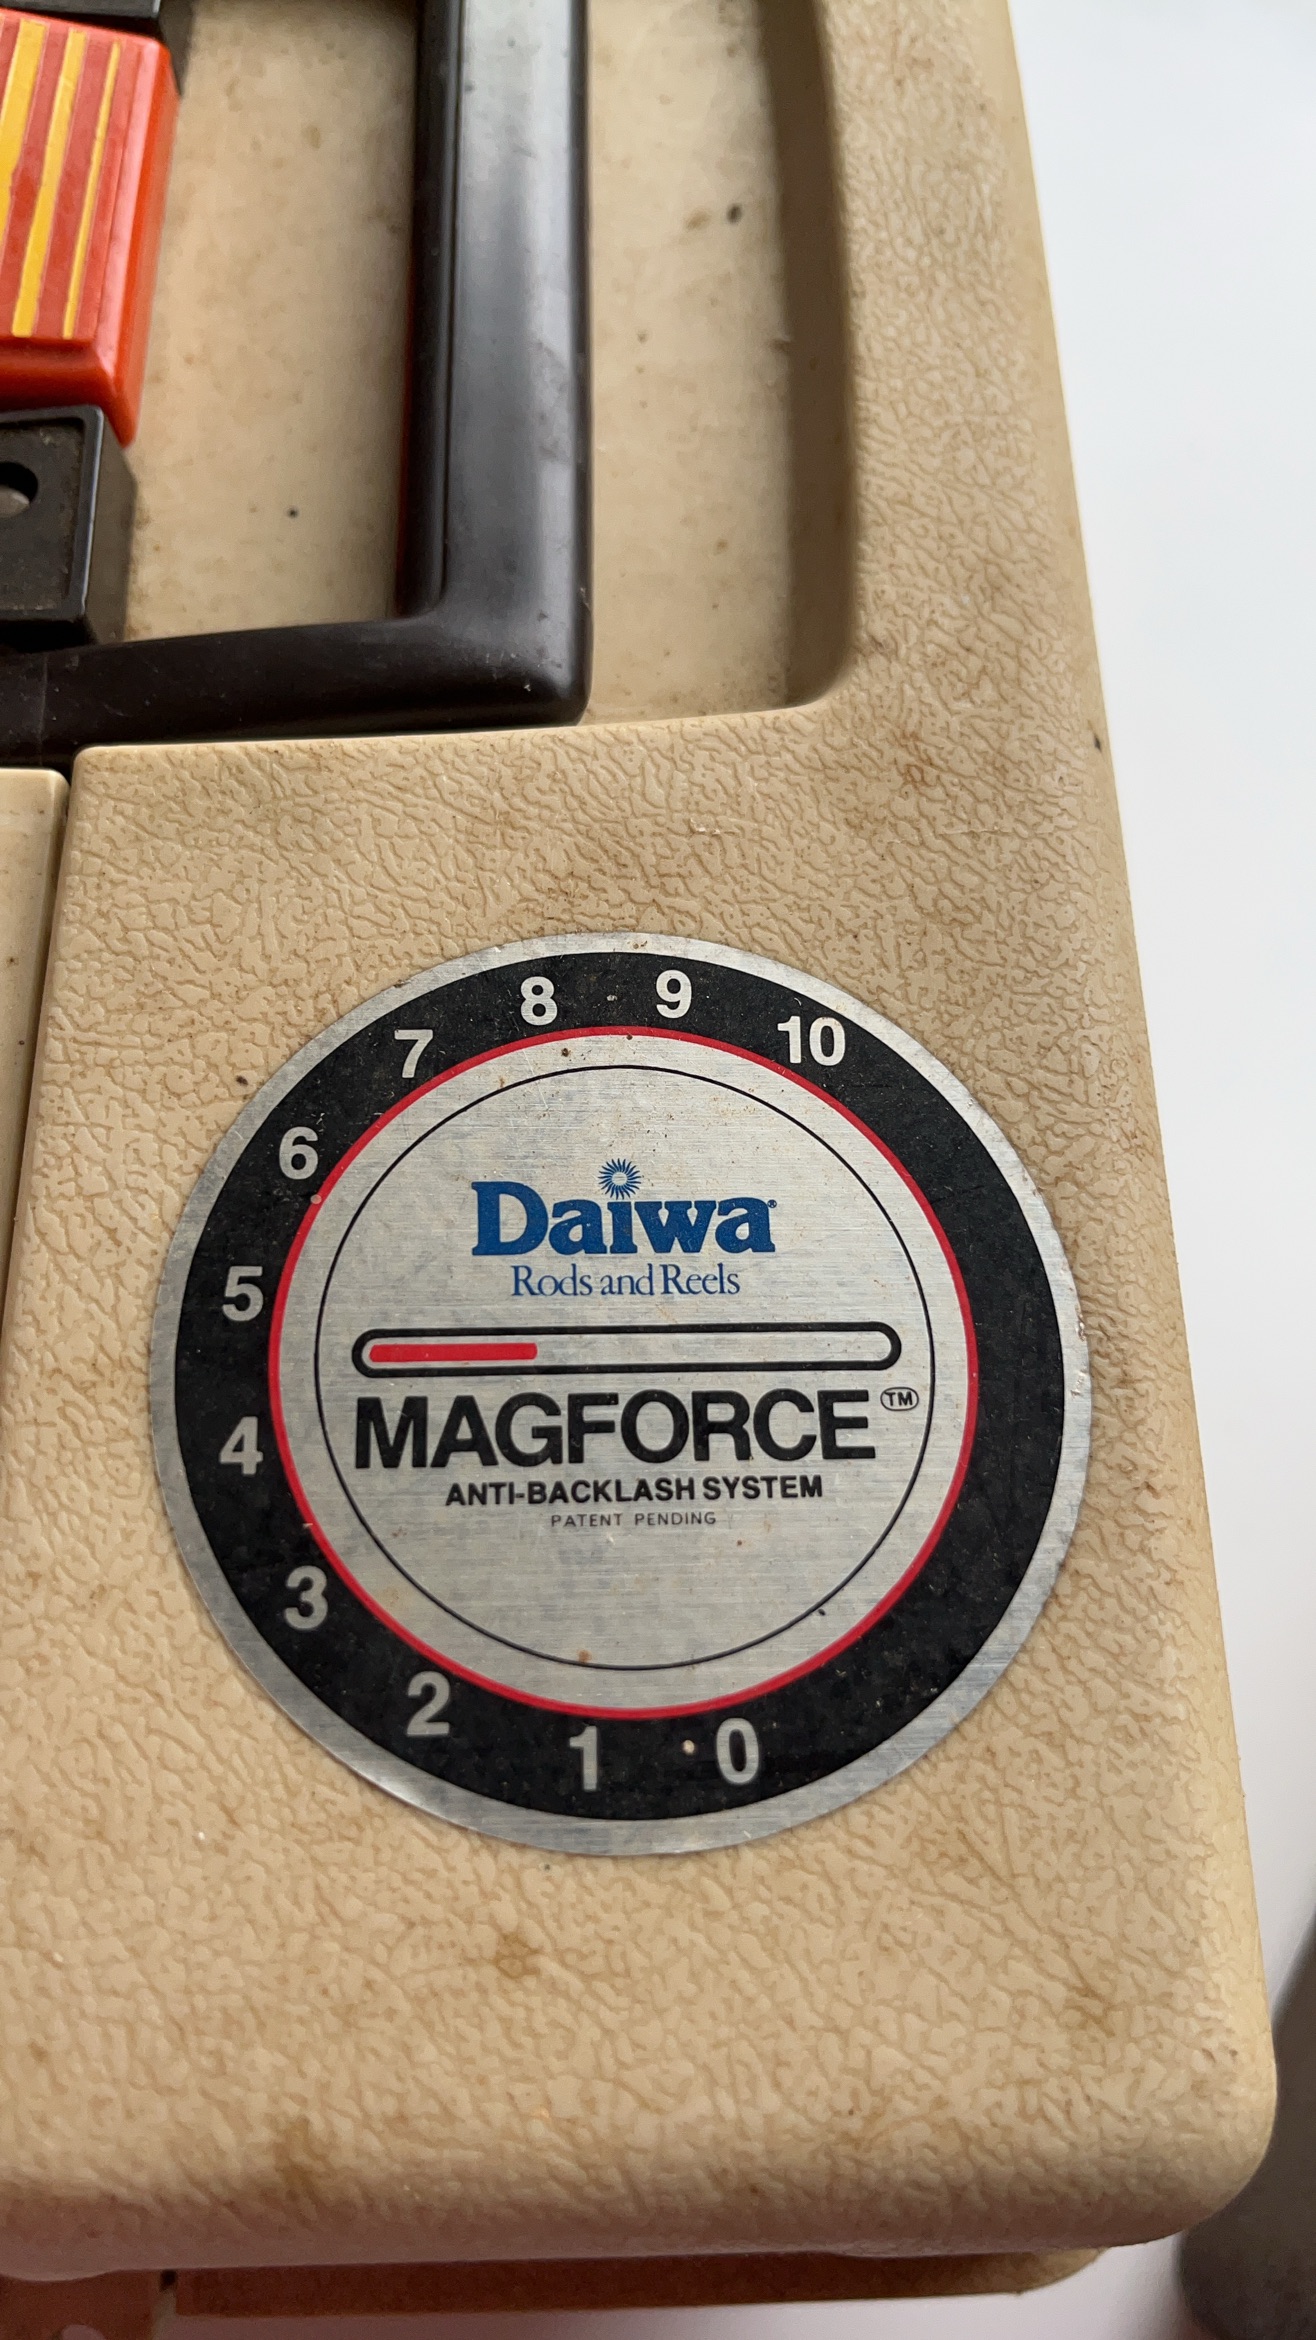 7 8 9 10
6
5
4
3
2 1 0
Daiwa®
Rods and Reels
MAGFORCE™
ANTI-BACKLASH SYSTEM
PATENT PENDING